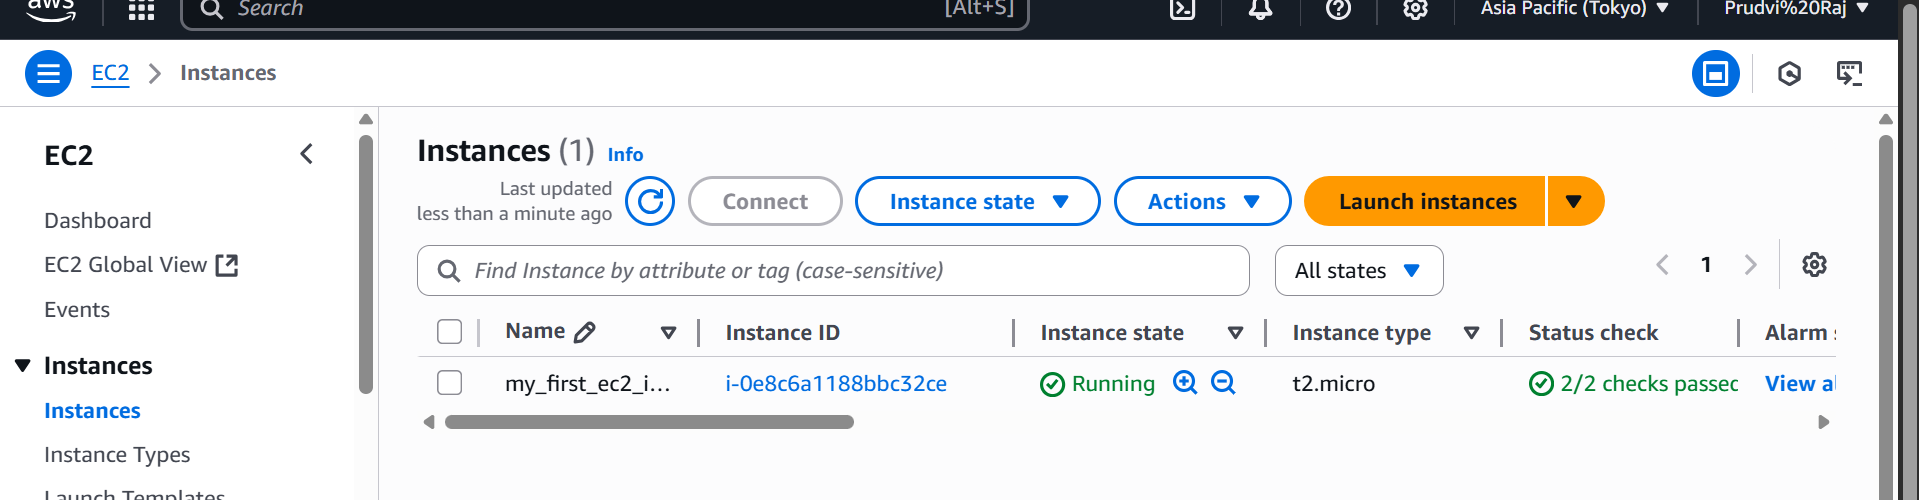 aws
Search
[Alt+S]
Asia Pacific (Tokyo)
Prudvi%20Raj
EC2
Instances
EC2
Dashboard
EC2 Global View
Events
Instances
Instances
Instance Types
Launch Templates
Instances (1) Info
Last updated
less than a minute ago
Connect
Instance state
Actions
Launch instances
Find Instance by attribute or tag (case-sensitive)
All states
1
Name Instance ID Instance state Instance type Status check Alarm s
my_first_ec2_i... i-0e8c6a1188bbc32ce Running t2.micro 2/2 checks passec View al